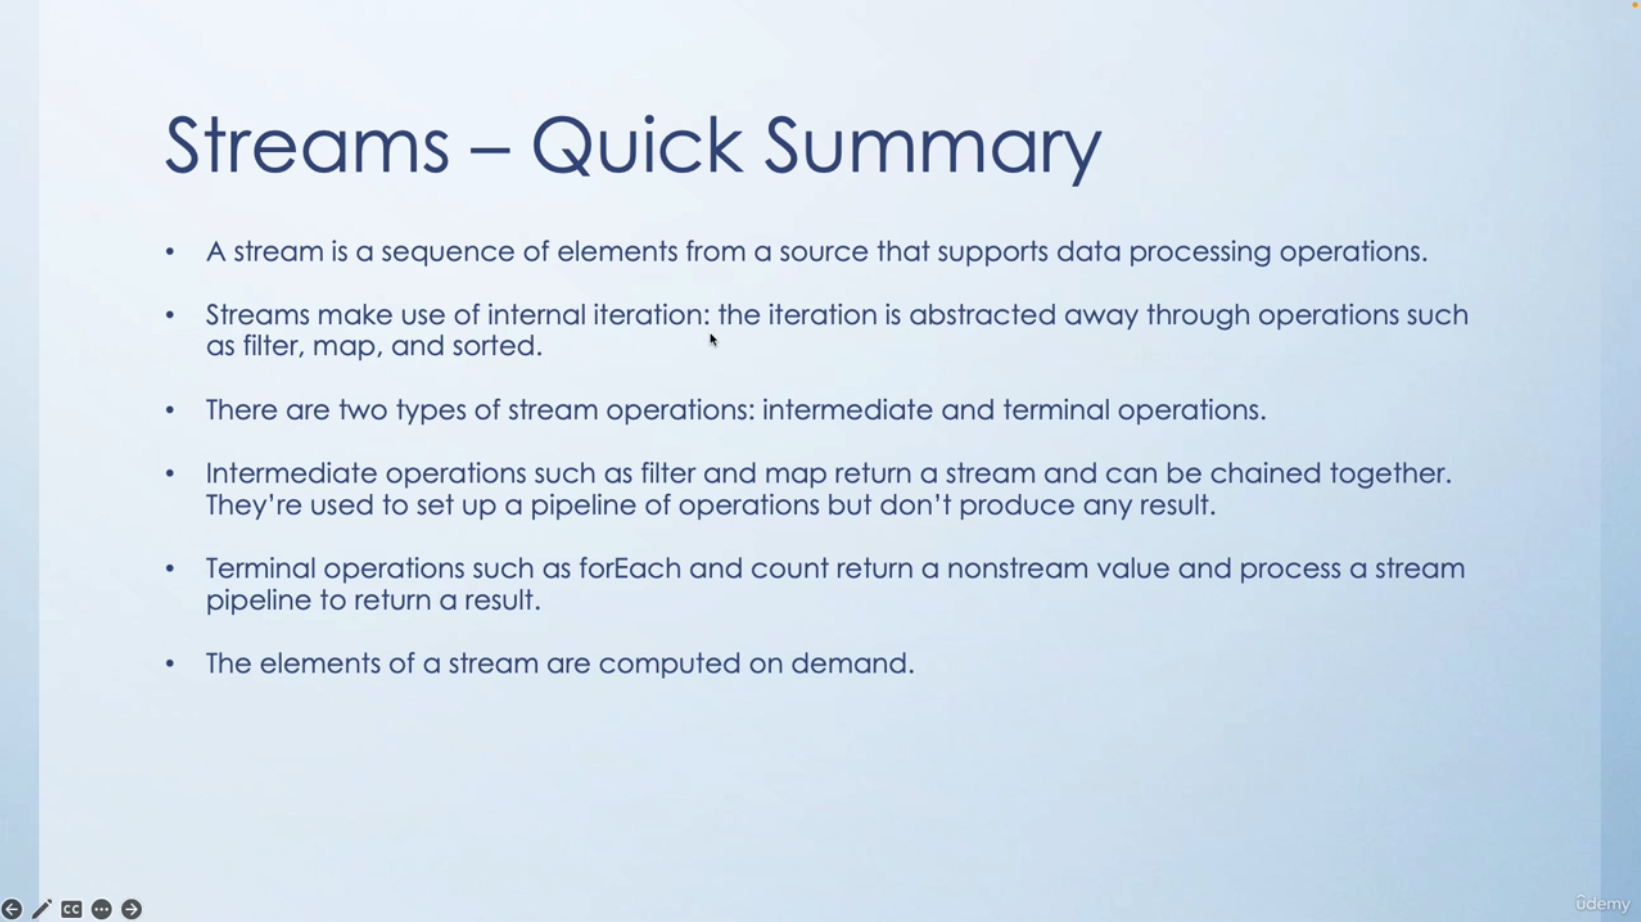 Streams – Quick Summary
• A stream is a sequence of elements from a source that supports data processing operations.
• Streams make use of internal iteration: the iteration is abstracted away through operations such
as filter, map, and sorted.
• There are two types of stream operations: intermediate and terminal operations.
• Intermediate operations such as filter and map return a stream and can be chained together.
They're used to set up a pipeline of operations but don't produce any result.
• Terminal operations such as forEach and count return a nonstream value and process a stream
pipeline to return a result.
• The elements of a stream are computed on demand.
CC
ûdemy